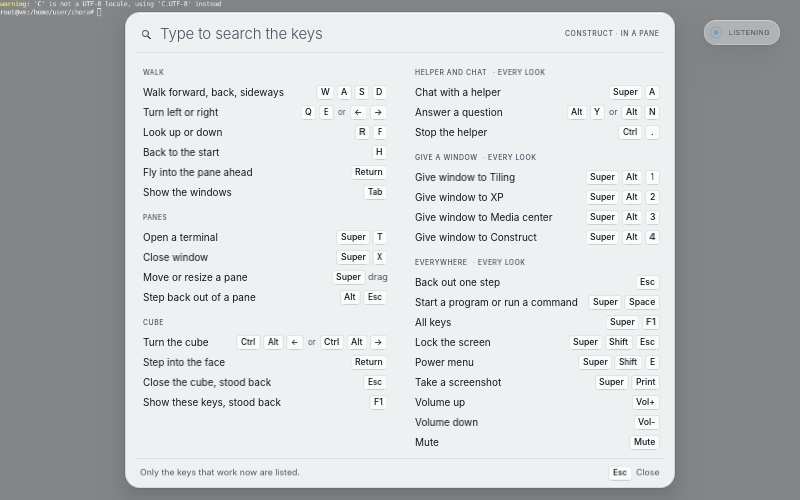 warning: 'C' is not a UTF-8 locale, using 'C.UTF-8' instead
root@vm:/home/user/chora#
Type to search the keys
CONSTRUCT · IN A PANE
LISTENING
WALK
Walk forward, back, sideways W A S D
Turn left or right Q E or ← →
Look up or down R F
Back to the start H
Fly into the pane ahead Return
Show the windows Tab
PANES
Open a terminal Super T
Close window Super X
Move or resize a pane Super drag
Step back out of a pane Alt Esc
CUBE
Turn the cube Ctrl Alt ← or Ctrl Alt →
Step into the face Return
Close the cube, stood back Esc
Show these keys, stood back F1
HELPER AND CHAT · EVERY LOOK
Chat with a helper Super A
Answer a question Alt Y or Alt N
Stop the helper Ctrl .
GIVE A WINDOW · EVERY LOOK
Give window to Tiling Super Alt 1
Give window to XP Super Alt 2
Give window to Media center Super Alt 3
Give window to Construct Super Alt 4
EVERYWHERE · EVERY LOOK
Back out one step Esc
Start a program or run a command Super Space
All keys Super F1
Lock the screen Super Shift Esc
Power menu Super Shift E
Take a screenshot Super Print
Volume up Vol+
Volume down Vol-
Mute Mute
Only the keys that work now are listed.
Esc Close